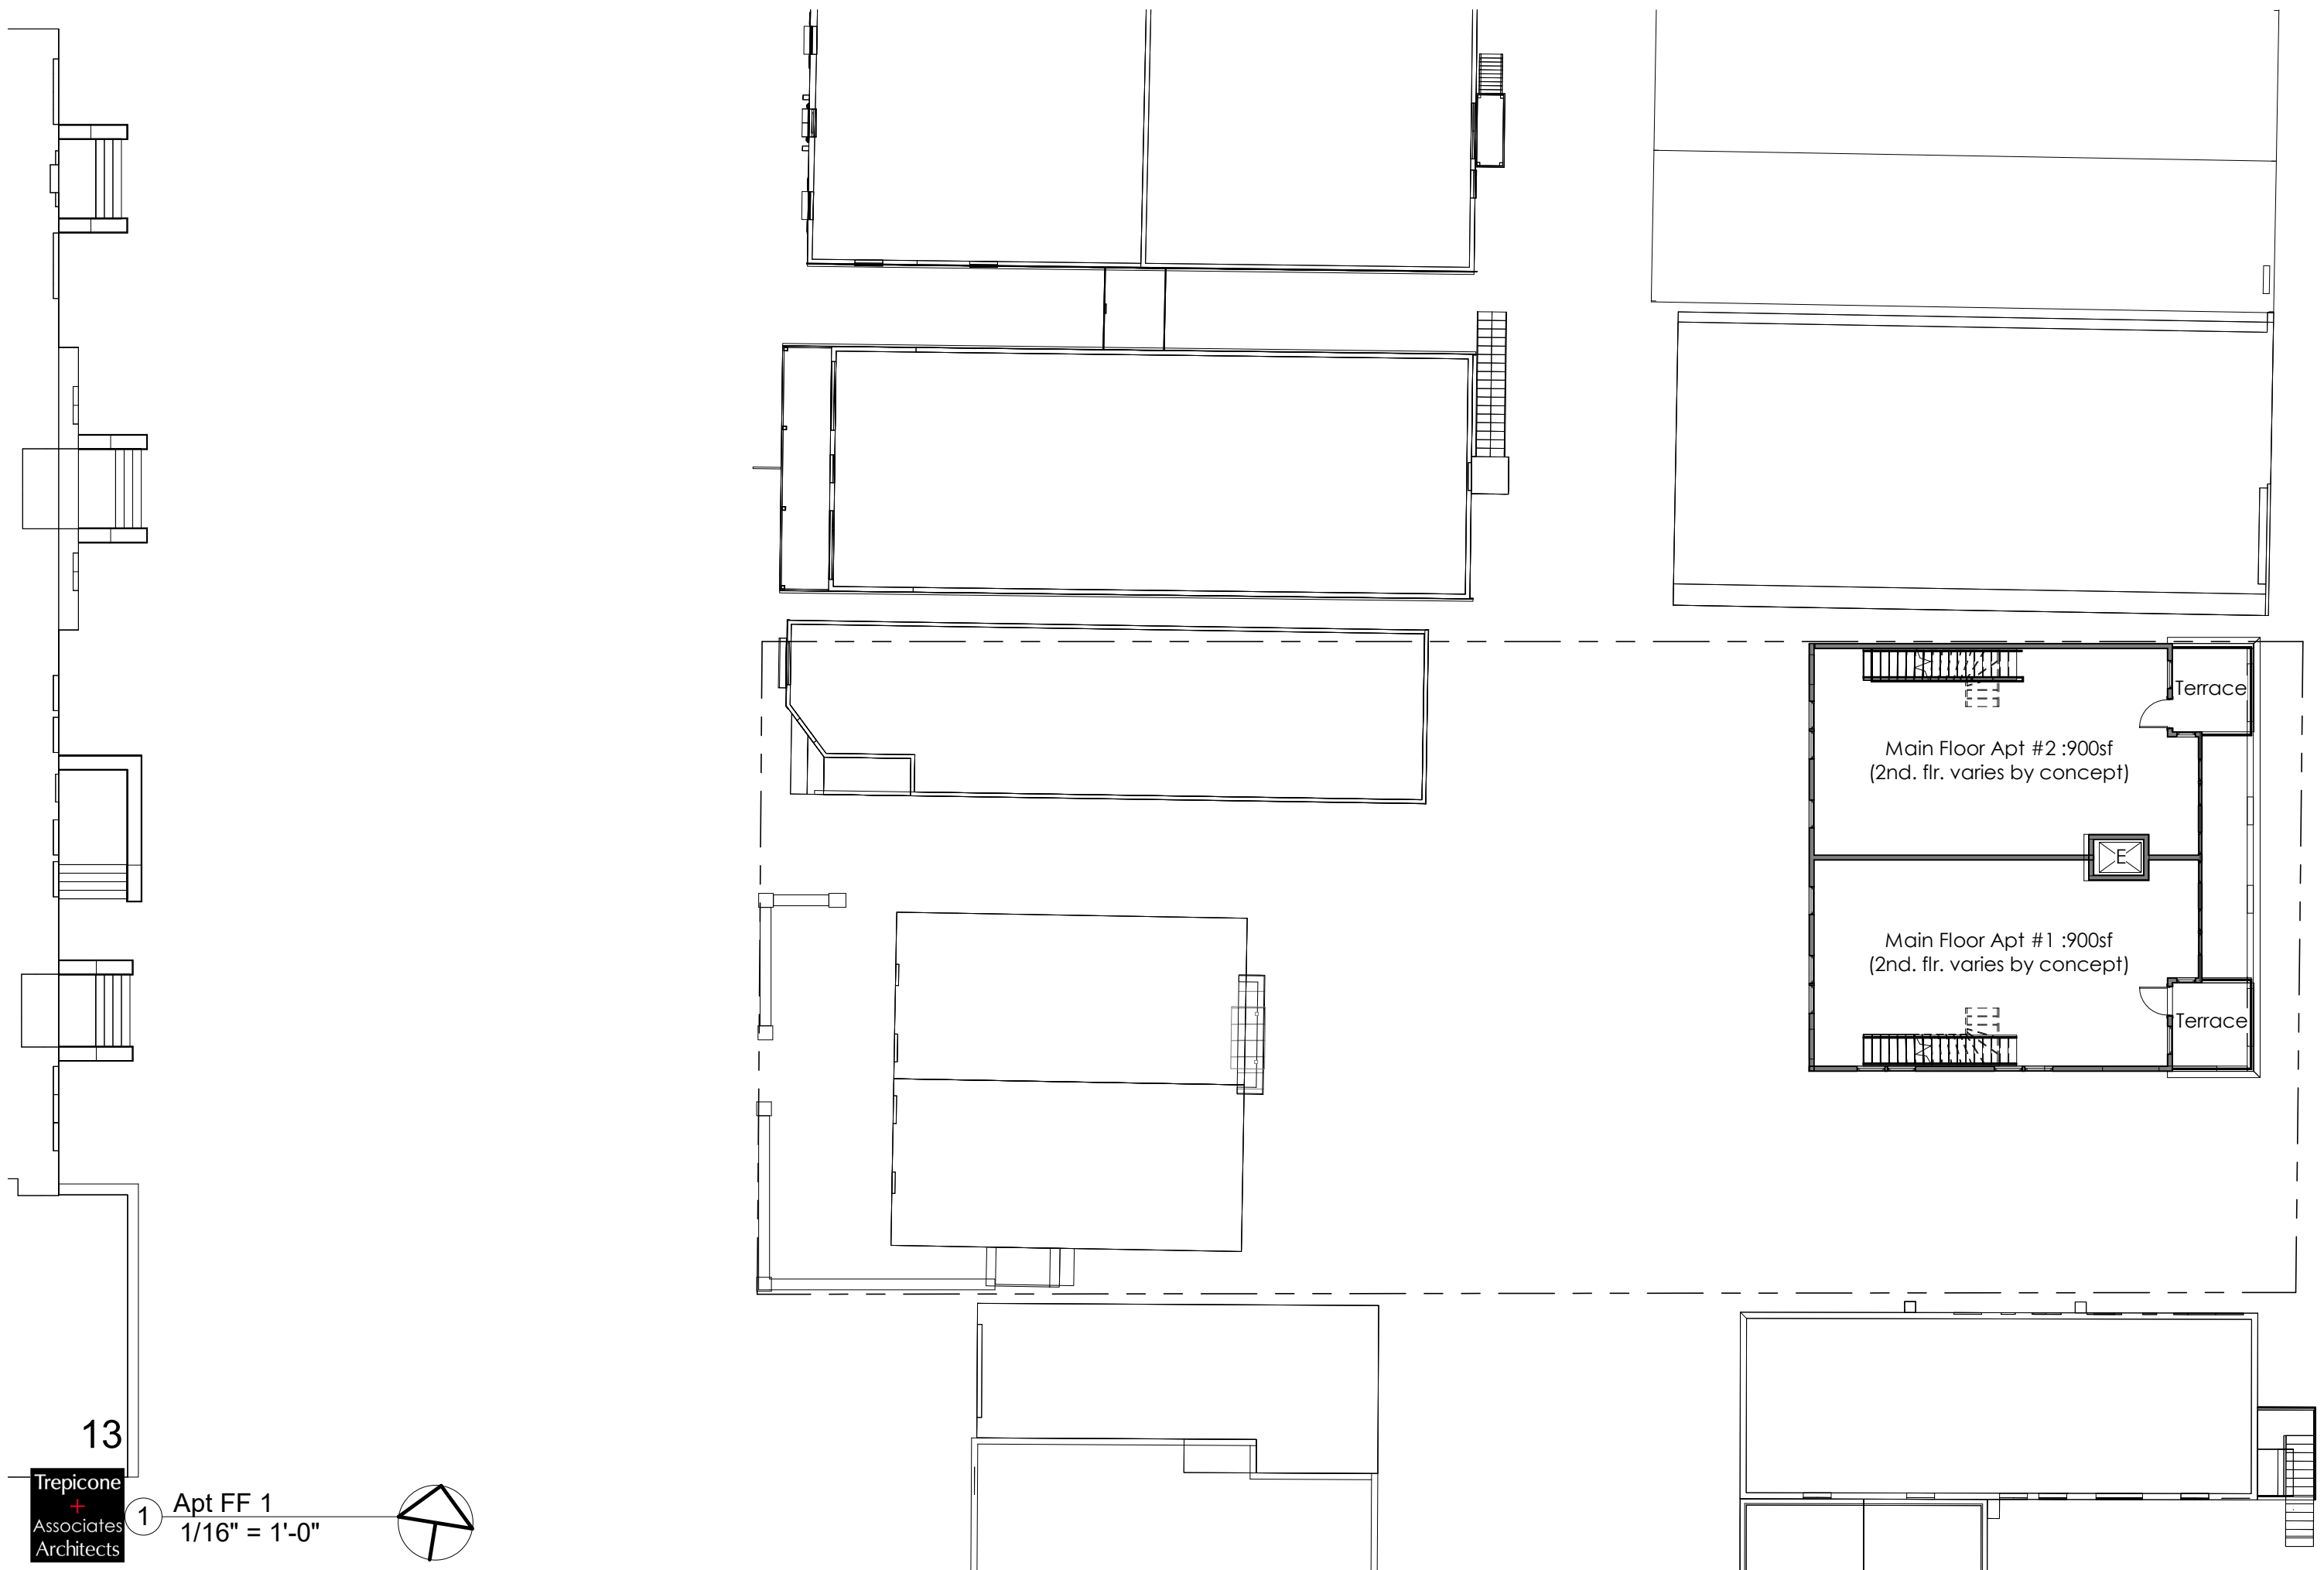 Terrace
Main Floor Apt #2 :900sf
(2nd. flr. varies by concept)
E
Main Floor Apt #1 :900sf
(2nd. flr. varies by concept)
Terrace
13
Trepicone
+
Associates
Architects
1
Apt FF 1
1/16" = 1'-0"